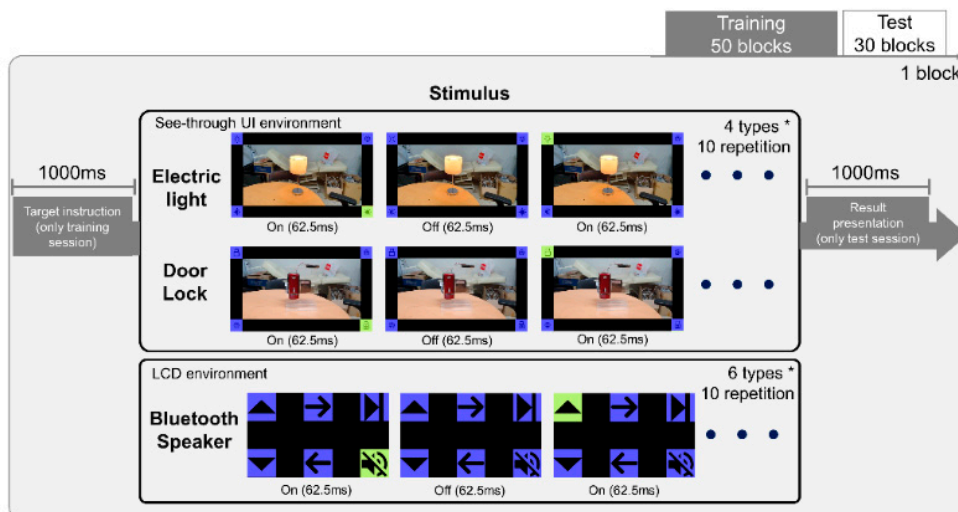 Training
50 blocks
Test
30 blocks
1 block
Stimulus
See-through UI environment
4 types *
10 repetition
1000ms
Target instruction
(only training
session)
Electric
light
On (62.5ms)
Off (62.5ms)
On (62.5ms)
Door
Lock
On (62.5ms)
Off (62.5ms)
On (62.5ms)
1000ms
Result
presentation
(only test session)
LCD environment
6 types *
10 repetition
Bluetooth
Speaker
On (62.5ms)
Off (62.5ms)
On (62.5ms)